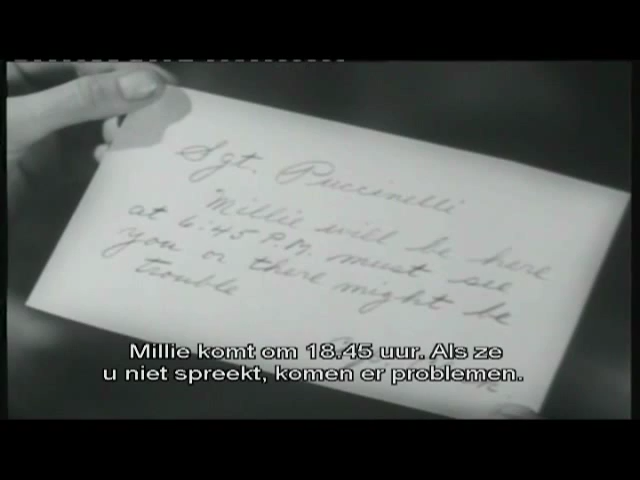 Sgt. Puccinelli
Millie will be here
at 6:45 P.M. must see
you or there might be
trouble
Millie komt om 18.45 uur. Als ze
u niet spreekt, komen er problemen.